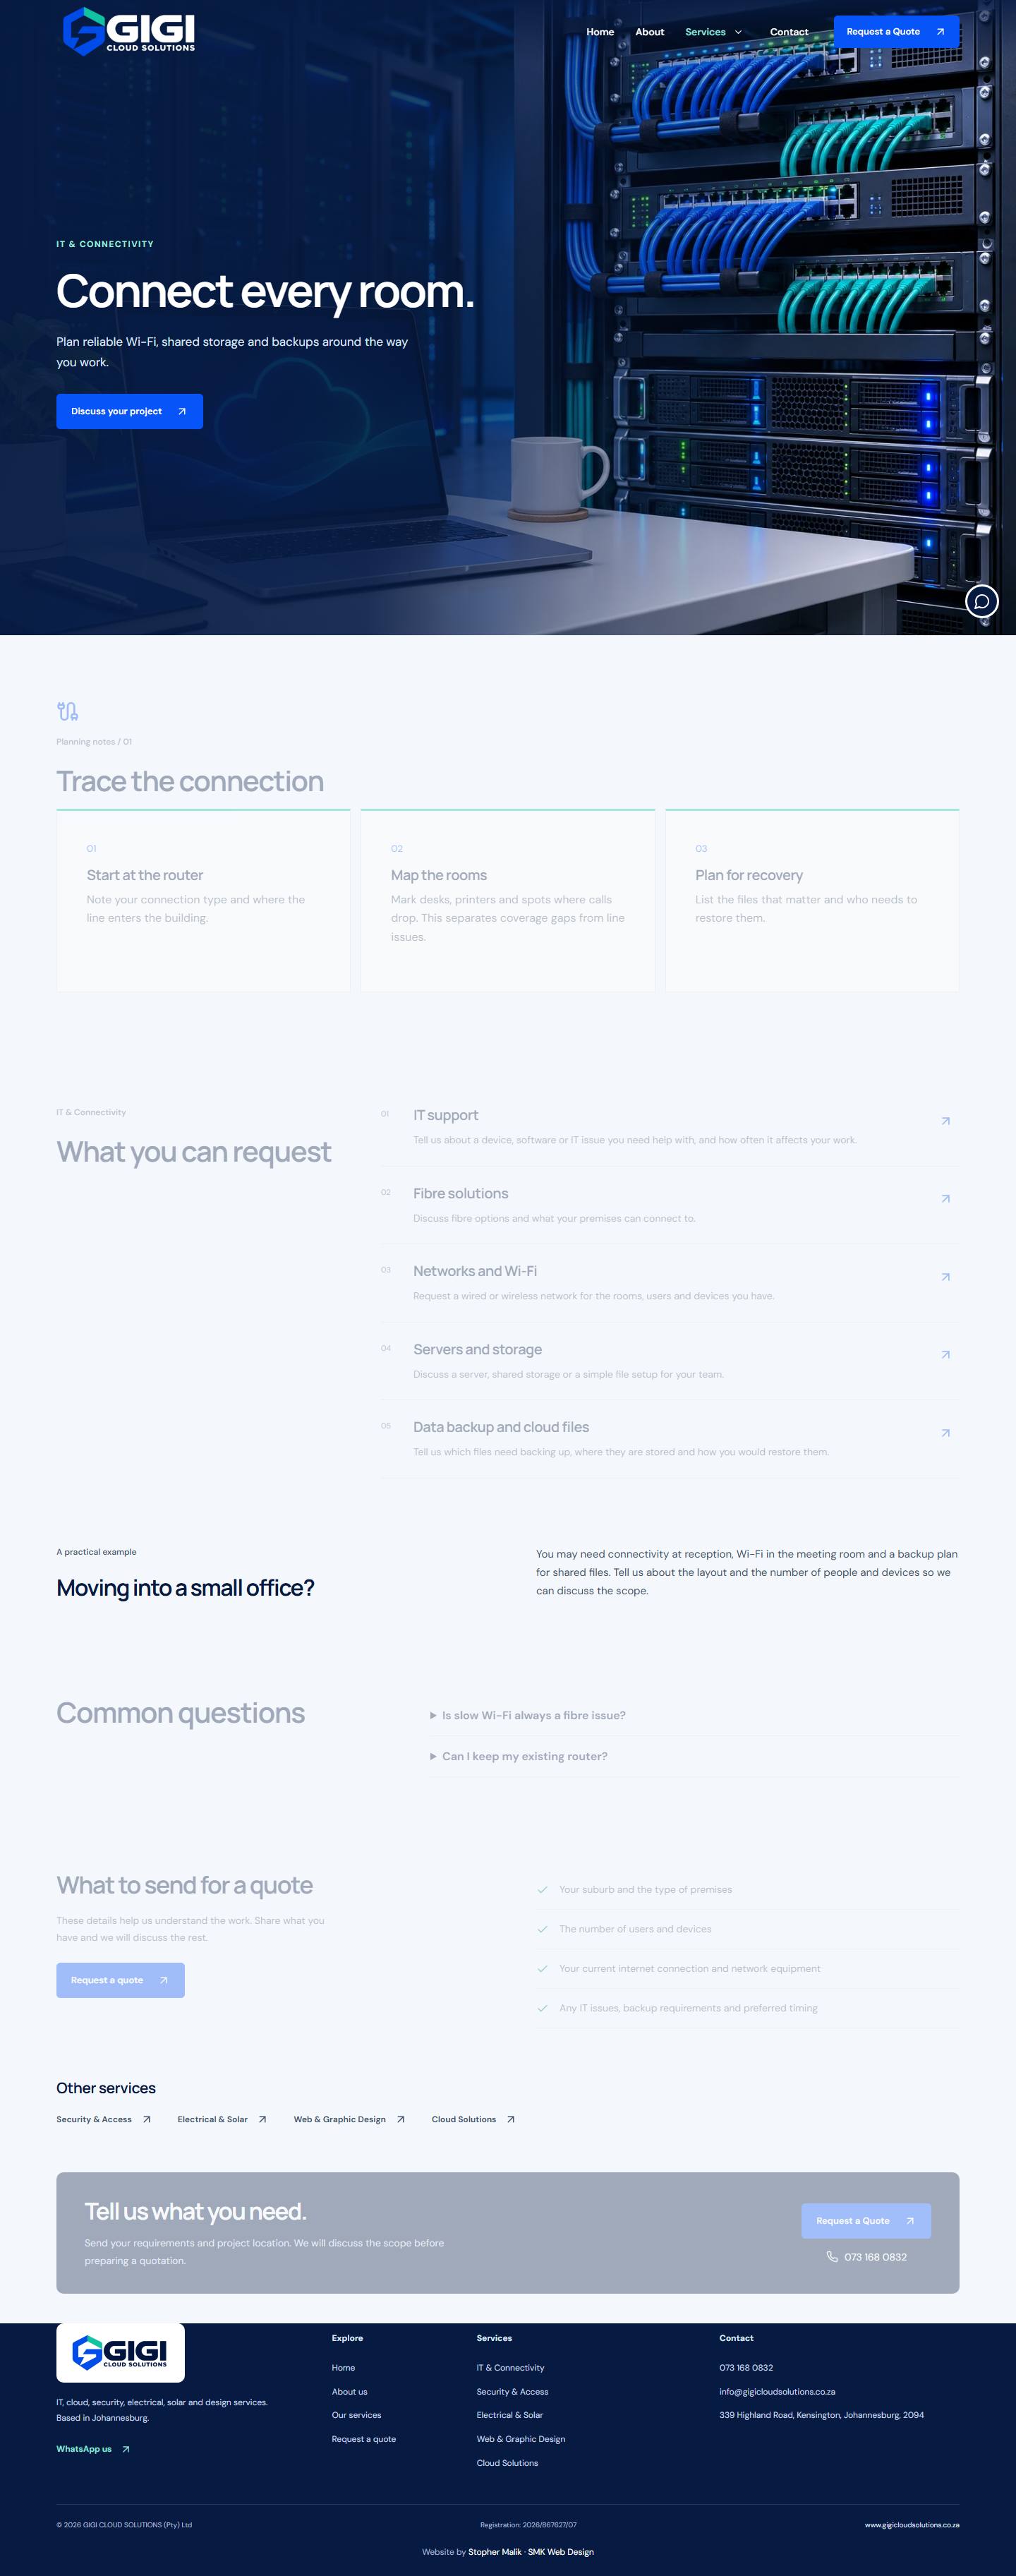 GIGI
CLOUD SOLUTIONS
Home
About
Services
Contact
Request a Quote
IT & CONNECTIVITY
Connect every room.
Plan reliable Wi-Fi, shared storage and backups around the way
you work.
Discuss your project
Planning notes / 01
Trace the connection
01
Start at the router
Note your connection type and where the
line enters the building.
02
Map the rooms
Mark desks, printers and spots where calls
drop. This separates coverage gaps from line
issues.
03
Plan for recovery
List the files that matter and who needs to
restore them.
IT & Connectivity
What you can request
01
IT support
Tell us about a device, software or IT issue you need help with, and how often it affects your work.
02
Fibre solutions
Discuss fibre options and what your premises can connect to.
03
Networks and Wi-Fi
Request a wired or wireless network for the rooms, users and devices you have.
04
Servers and storage
Discuss a server, shared storage or a simple file setup for your team.
05
Data backup and cloud files
Tell us which files need backing up, where they are stored and how you would restore them.
A practical example
Moving into a small office?
You may need connectivity at reception, Wi-Fi in the meeting room and a backup plan
for shared files. Tell us about the layout and the number of people and devices so we
can discuss the scope.
Common questions
Is slow Wi-Fi always a fibre issue?
Can I keep my existing router?
What to send for a quote
These details help us understand the work. Share what you
have and we will discuss the rest.
Request a quote
Your suburb and the type of premises
The number of users and devices
Your current internet connection and network equipment
Any IT issues, backup requirements and preferred timing
Other services
Security & Access
Electrical & Solar
Web & Graphic Design
Cloud Solutions
Tell us what you need.
Send your requirements and project location. We will discuss the scope before
preparing a quotation.
Request a Quote
073 168 0832
GIGI
CLOUD SOLUTIONS
IT, cloud, security, electrical, solar and design services.
Based in Johannesburg.
WhatsApp us
Explore
Home
About us
Our services
Request a quote
Services
IT & Connectivity
Security & Access
Electrical & Solar
Web & Graphic Design
Cloud Solutions
Contact
073 168 0832
info@gigicloudsolutions.co.za
339 Highland Road, Kensington, Johannesburg, 2094
© 2026 GIGI CLOUD SOLUTIONS (Pty) Ltd
Registration: 2026/867627/07
www.gigicloudsolutions.co.za
Website by Stopher Malik · SMK Web Design